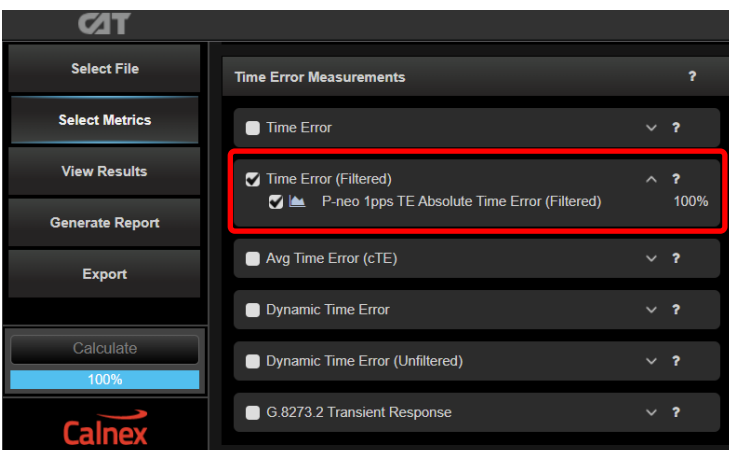 CAT
Select File
Select Metrics
View Results
Generate Report
Export
Calculate
100%
Calnex
Time Error Measurements ?
Time Error ?
Time Error (Filtered) ?
P-neo 1pps TE Absolute Time Error (Filtered) 100%
Avg Time Error (cTE) ?
Dynamic Time Error ?
Dynamic Time Error (Unfiltered) ?
G.8273.2 Transient Response ?